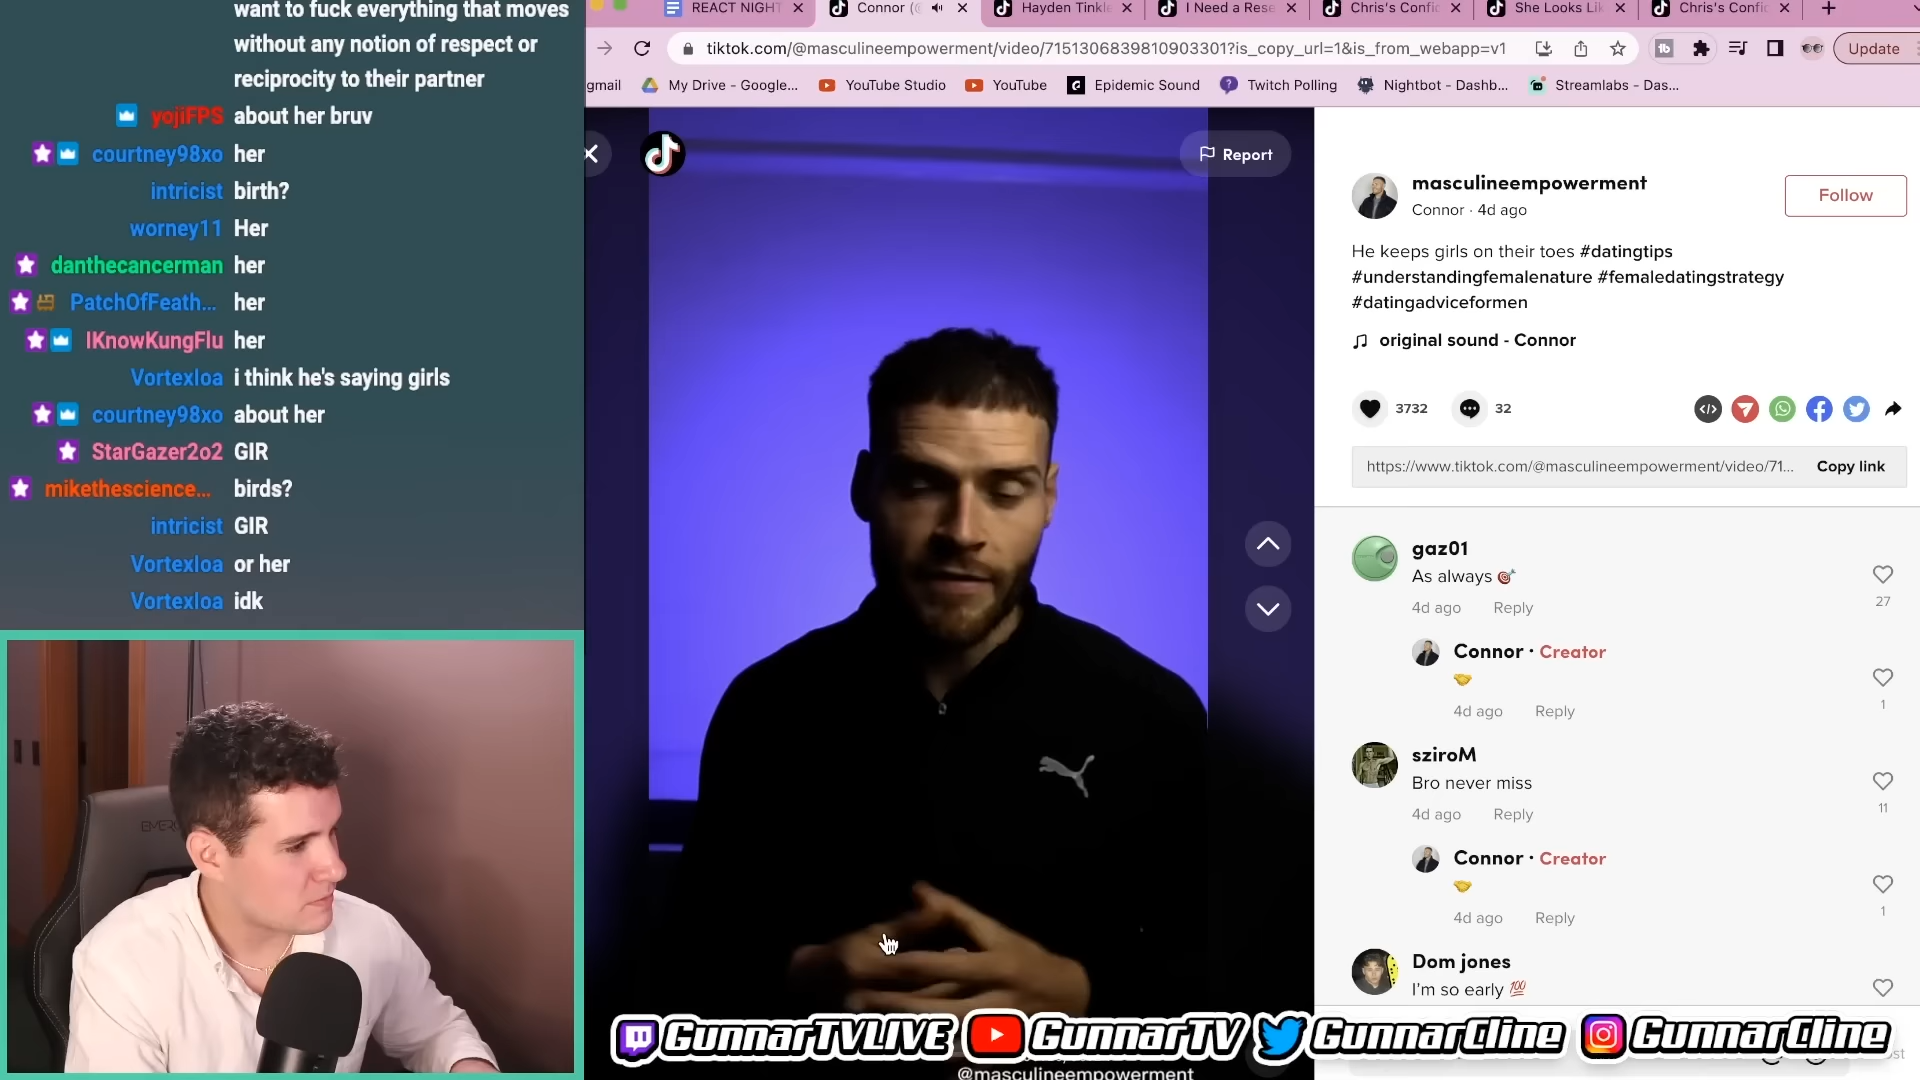 want to fuck everything that moves
without any notion of respect or
reciprocity to their partner
yojiFPS about her bruv
courtney98xo her
intricist birth?
worney11 Her
danthecancerman her
PatchOfFeath... her
IKnowKungFlu her
Vortexloa i think he's saying girls
courtney98xo about her
StarGazer2o2 GIR
mikethescience... birds?
intricist GIR
Vortexloa or her
Vortexloa idk
REACT NIGHT
Connor (@
Hayden Tinkle
I Need a Rese
Chris's Confid
She Looks Lik
Chris's Confid
tiktok.com/@masculineempowerment/video/7151306839810903301?is_copy_url=1&is_from_webapp=v1
Update
gmail
My Drive - Google...
YouTube Studio
YouTube
Epidemic Sound
Twitch Polling
Nightbot - Dashb...
Streamlabs - Das...
Report
masculineempowerment
Connor · 4d ago
Follow
He keeps girls on their toes #datingtips
#understandingfemalenature #femaledatingstrategy
#datingadviceformen
original sound - Connor
3732
32
https://www.tiktok.com/@masculineempowerment/video/71...
Copy link
gaz01
As always 🎯
4d ago Reply
27
Connor · Creator
🤝
4d ago Reply
1
sziroM
Bro never miss
4d ago Reply
11
Connor · Creator
🤝
4d ago Reply
1
Dom jones
I'm so early 💯
GunnarTVLIVE
GunnarTV
GunnarCline
GunnarCline
@masculineempowerment